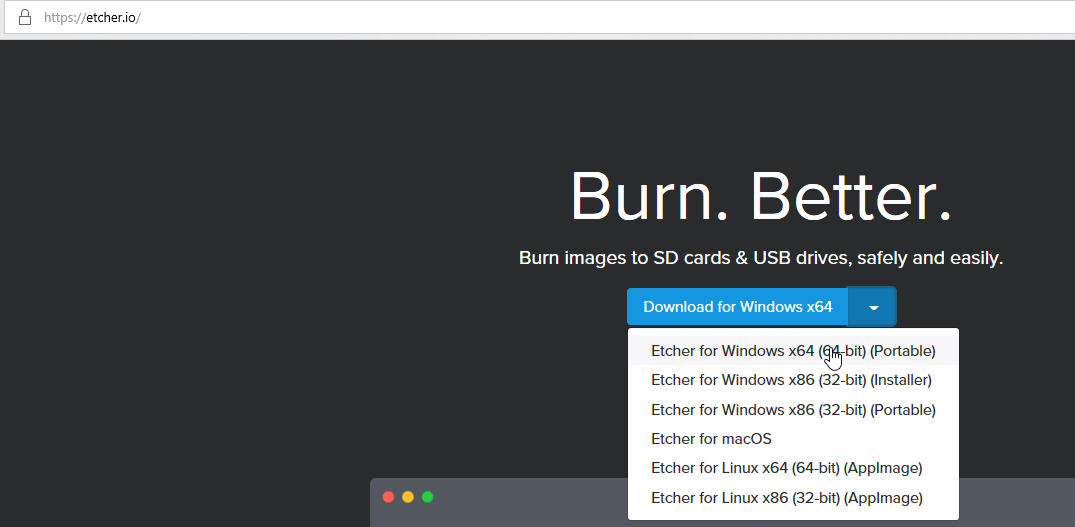 https://etcher.io/
Burn. Better.
Burn images to SD cards & USB drives, safely and easily.
Download for Windows x64
Etcher for Windows x64 (64-bit) (Portable)
Etcher for Windows x86 (32-bit) (Installer)
Etcher for Windows x86 (32-bit) (Portable)
Etcher for macOS
Etcher for Linux x64 (64-bit) (AppImage)
Etcher for Linux x86 (32-bit) (AppImage)